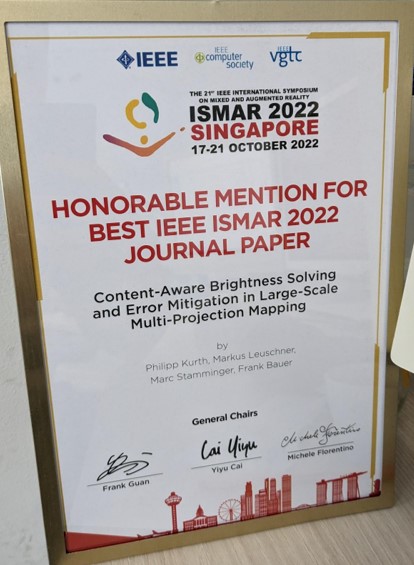 IEEE
IEEE
computer
society
vgtc
THE 21st IEEE INTERNATIONAL SYMPOSIUM
ON MIXED AND AUGMENTED REALITY
ISMAR 2022
SINGAPORE
17-21 OCTOBER 2022
HONORABLE MENTION FOR
BEST IEEE ISMAR 2022
JOURNAL PAPER
Content-Aware Brightness Solving
and Error Mitigation in Large-Scale
Multi-Projection Mapping
by
Philipp Kurth, Markus Leuschner,
Marc Stamminger, Frank Bauer
General Chairs
Cai Yiyu
Michele Fiorentino
Frank Guan
Yiyu Cai
Michele Fiorentino